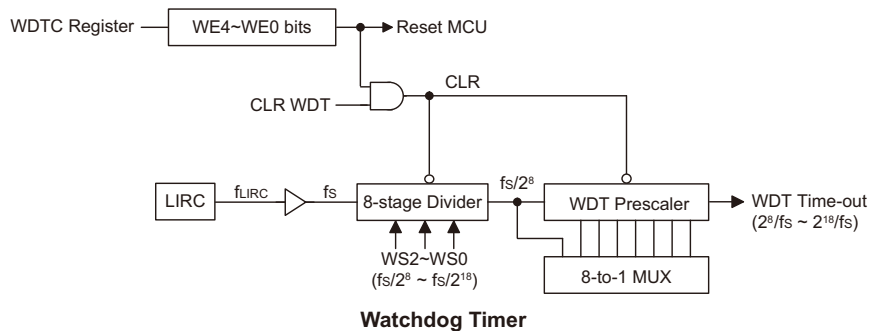 WDTC Register
WE4~WE0 bits
Reset MCU
CLR
CLR WDT
LIRC
fLIRC
fS
8-stage Divider
fS/2⁸
WDT Prescaler
WDT Time-out
(2⁸/fS ~ 2¹⁸/fS)
WS2~WS0
(fS/2⁸ ~ fS/2¹⁸)
8-to-1 MUX
Watchdog Timer